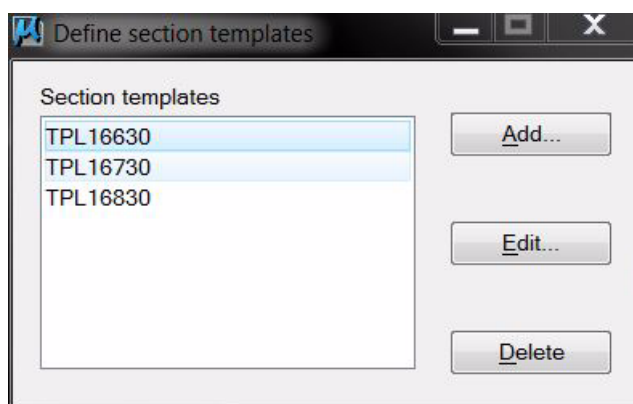 Define section templates
Section templates
TPL16630
TPL16730
TPL16830
Add...
Edit...
Delete